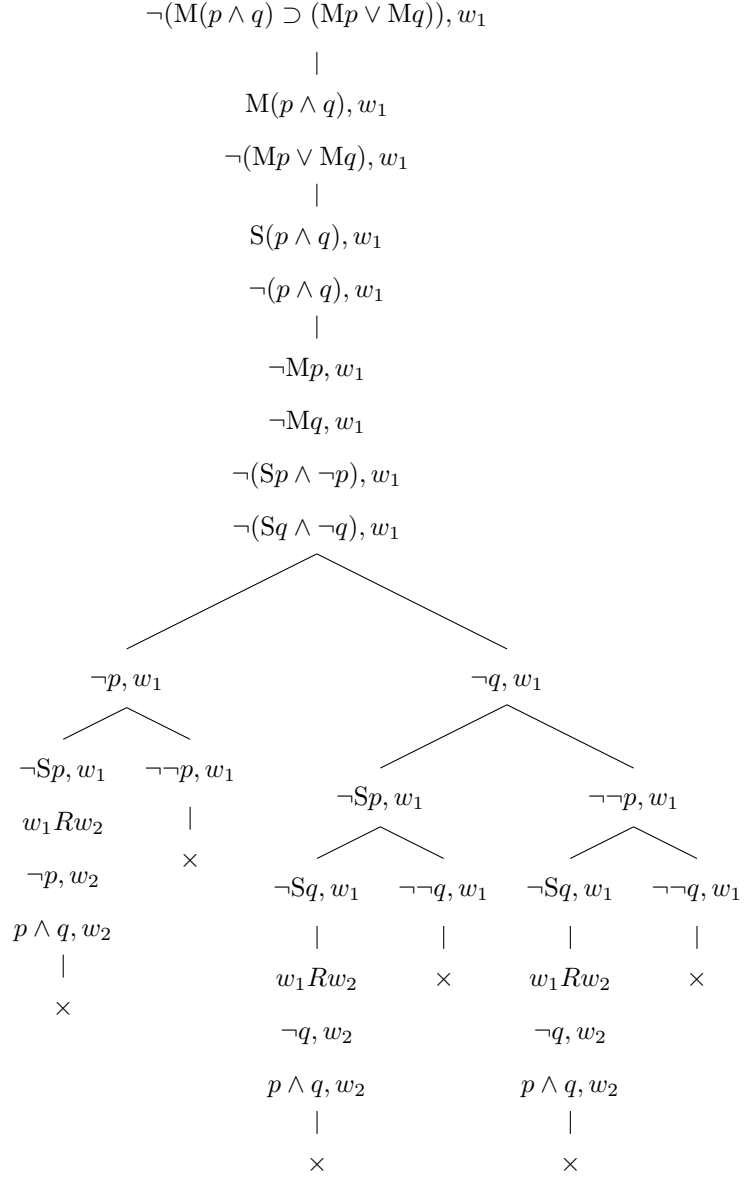 ¬(M(p ∧ q) ⊃ (Mp ∨ Mq)), w₁
|
M(p ∧ q), w₁
¬(Mp ∨ Mq), w₁
|
S(p ∧ q), w₁
¬(p ∧ q), w₁
|
¬Mp, w₁
¬Mq, w₁
¬(Sp ∧ ¬p), w₁
¬(Sq ∧ ¬q), w₁
¬p, w₁ ¬q, w₁
¬Sp, w₁ ¬¬p, w₁
¬Sp, w₁ ¬¬p, w₁
w₁Rw₂ |
¬p, w₂ ×
¬Sq, w₁ ¬¬q, w₁ ¬Sq, w₁ ¬¬q, w₁
p ∧ q, w₂
| | | | |
w₁Rw₂ × w₁Rw₂ ×
×
¬q, w₂ ¬q, w₂
p ∧ q, w₂ p ∧ q, w₂
| |
× ×